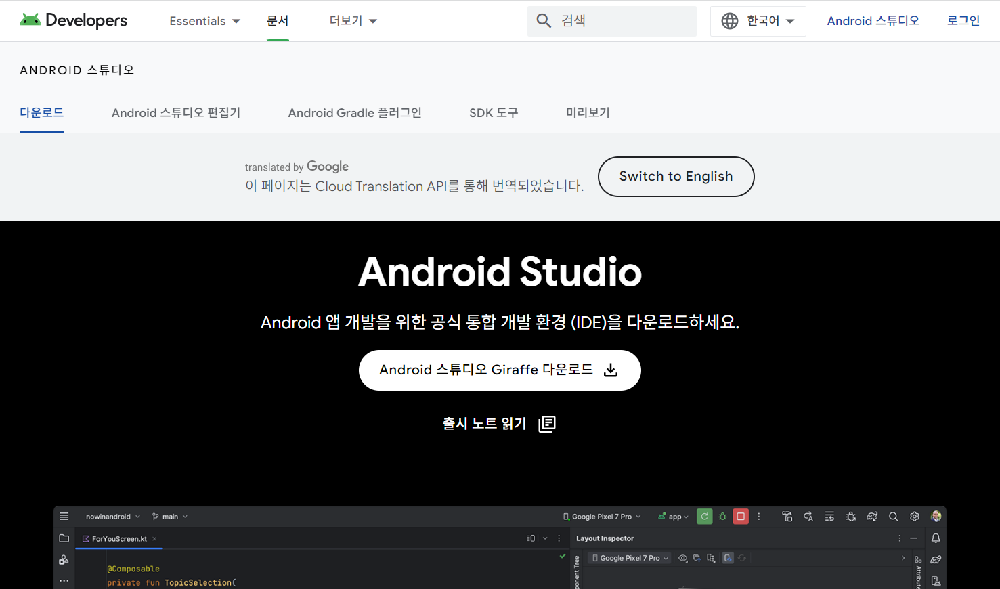 Developers
Essentials
문서
더보기
검색
한국어
Android 스튜디오
로그인
ANDROID 스튜디오
다운로드
Android 스튜디오 편집기
Android Gradle 플러그인
SDK 도구
미리보기
translated by Google
이 페이지는 Cloud Translation API를 통해 번역되었습니다.
Switch to English
Android Studio
Android 앱 개발을 위한 공식 통합 개발 환경 (IDE)을 다운로드하세요.
Android 스튜디오 Giraffe 다운로드
출시 노트 읽기
nowinandroid
main
Google Pixel 7 Pro
app
ForYouScreen.kt
Layout Inspector
Google Pixel 7 Pro
@Composable
private fun TopicSelection(